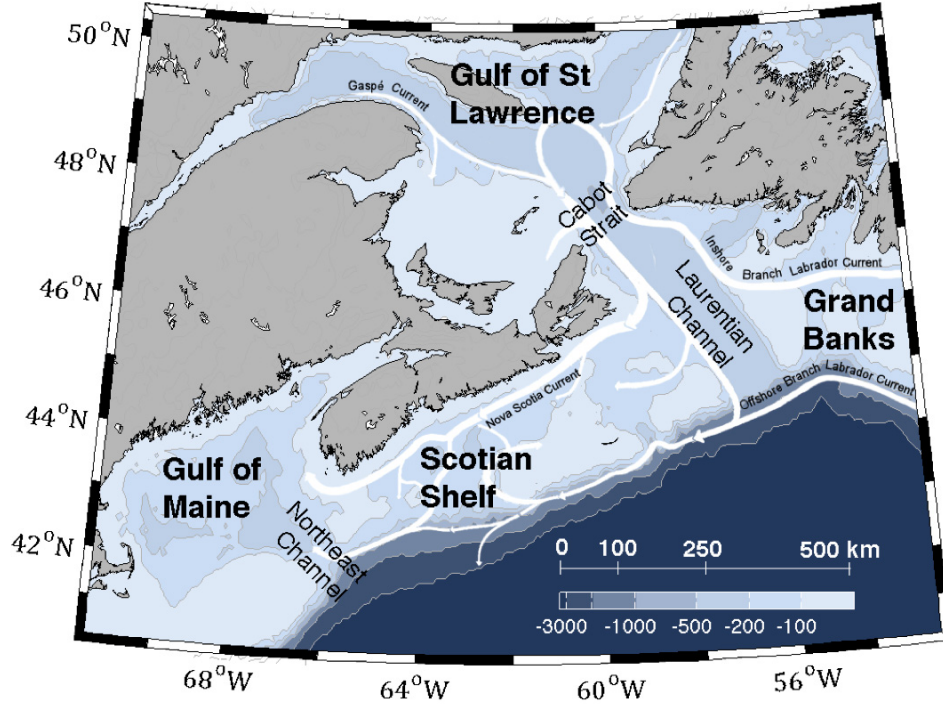 50°N
48°N
46°N
44°N
42°N
68°W
64°W
60°W
56°W
Gulf of St
Lawrence
Gaspé Current
Cabot
Strait
Inshore Branch Labrador Current
Laurentian
Channel
Grand
Banks
Offshore Branch Labrador Current
Nova Scotia Current
Scotian
Shelf
Gulf of
Maine
Northeast
Channel
0 100 250 500 km
-3000 -1000 -500 -200 -100